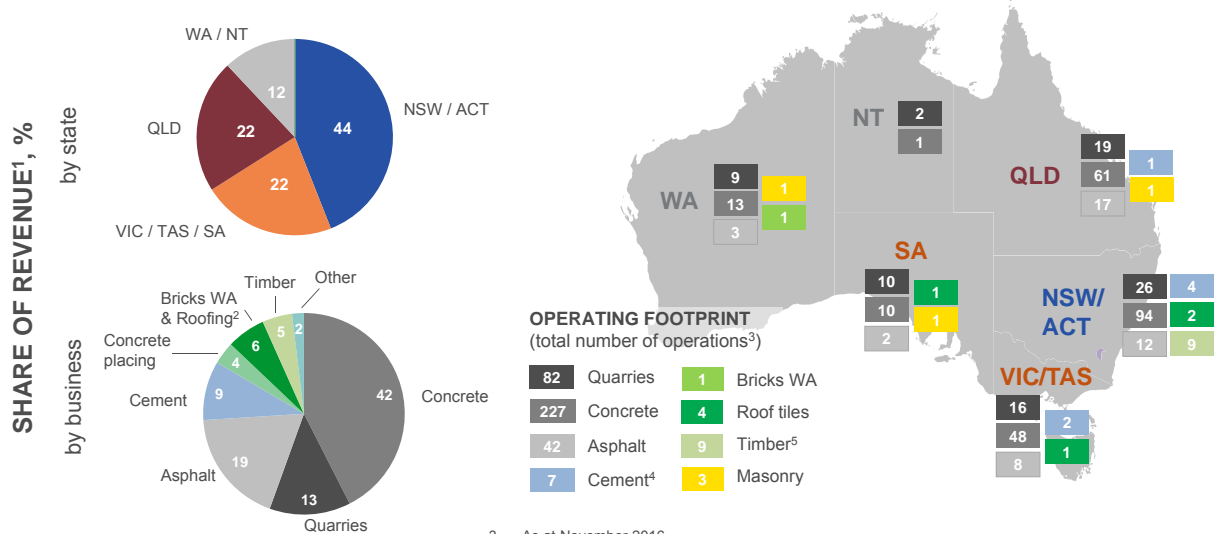 SHARE OF REVENUE¹, %
by state
WA / NT
12
NSW / ACT
44
QLD
22
22
VIC / TAS / SA
by business
Other
Timber
Bricks WA
& Roofing²
Concrete
placing
2
5
6
4
Cement
9
42
Concrete
Asphalt
19
13
Quarries
OPERATING FOOTPRINT
(total number of operations³)
82 Quarries
227 Concrete
42 Asphalt
7 Cement⁴
1 Bricks WA
4 Roof tiles
9 Timber⁵
3 Masonry
WA
9
13
3
1
1
NT
2
1
QLD
19
61
17
1
1
SA
10
10
2
1
1
NSW/
ACT
26
94
12
4
2
9
VIC/TAS
16
48
8
2
1
As at November 2016